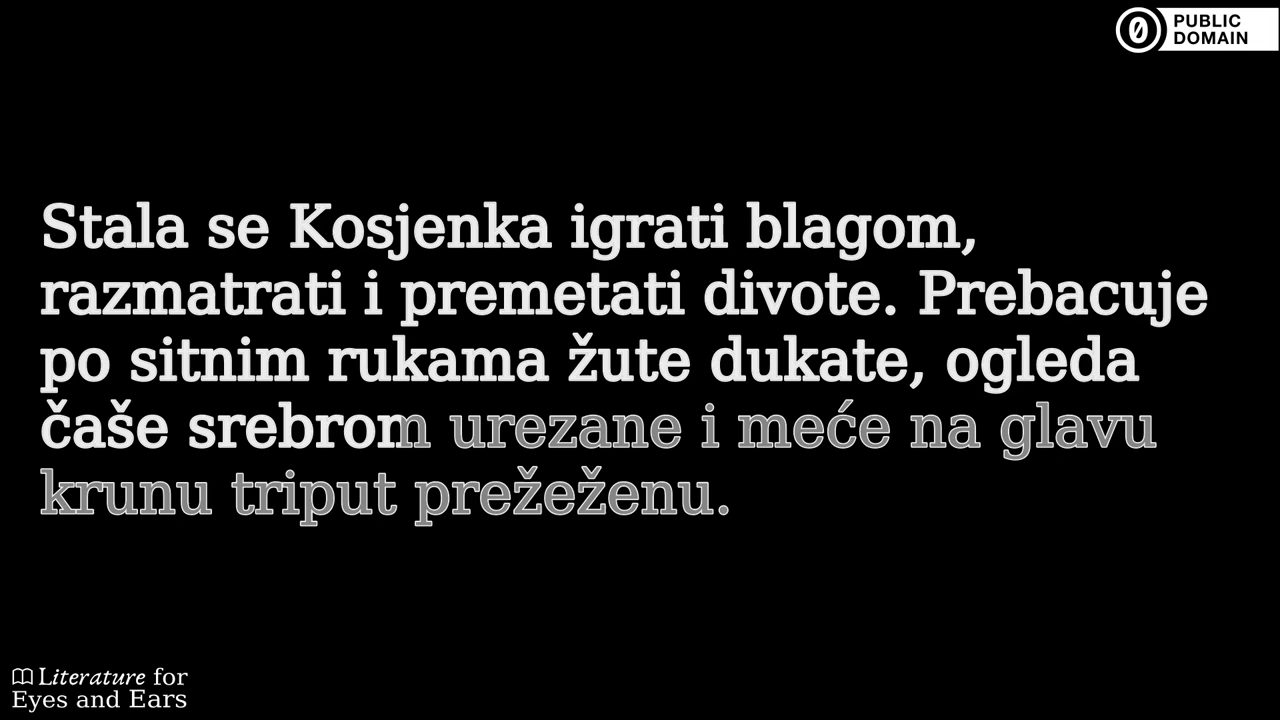 PUBLIC
DOMAIN
Stala se Kosjenka igrati blagom,
razmatrati i premetati divote. Prebacuje
po sitnim rukama žute dukate, ogleda
čaše srebrom urezane i meće na glavu
krunu triput prežeženu.
Literature for
Eyes and Ears